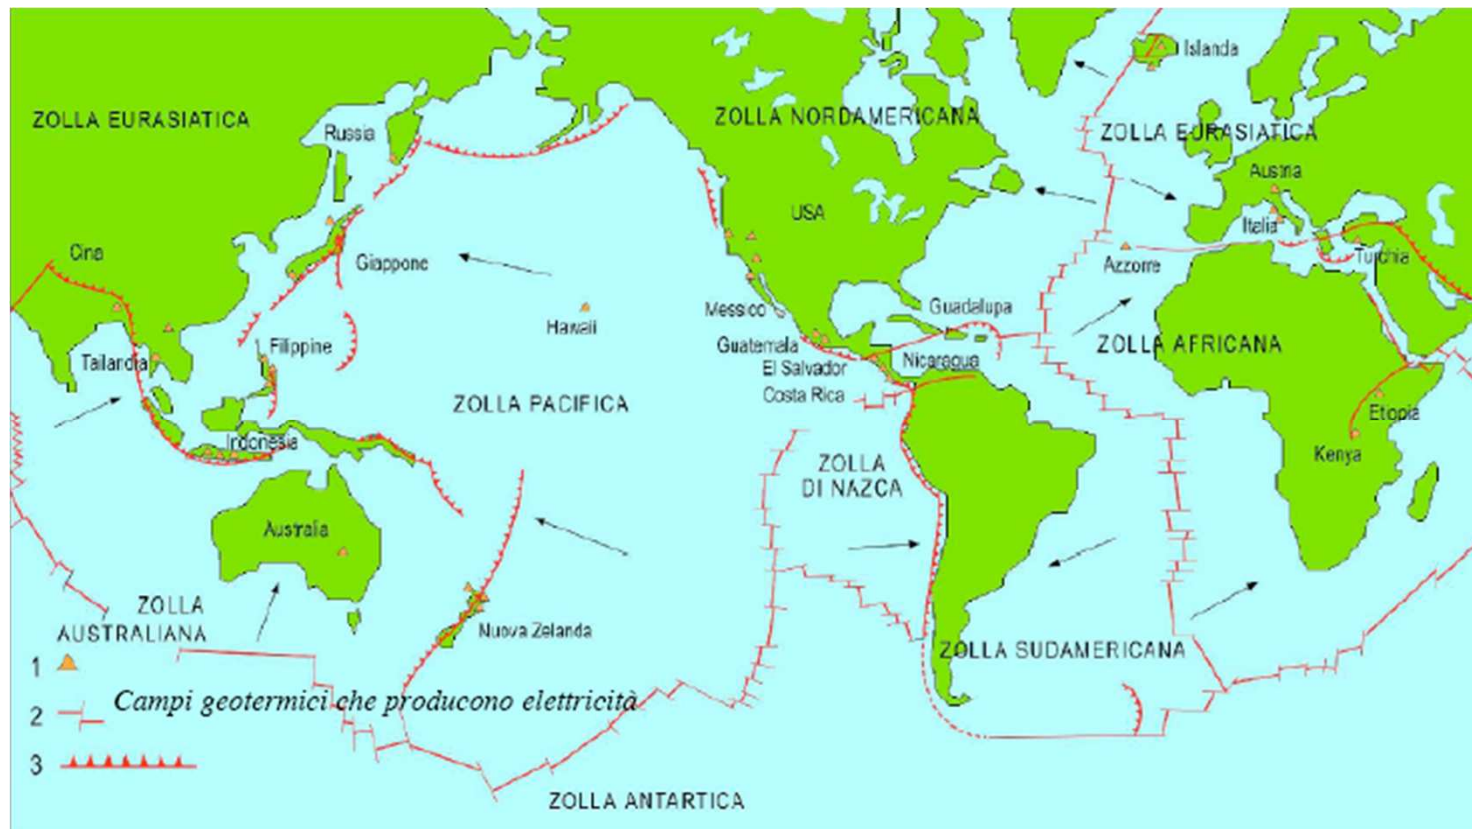 Islanda
ZOLLA EURASIATICA
Russia
ZOLLA NORDAMERICANA
ZOLLA EURASIATICA
Austria
USA
Italia
Cina
Giappone
Azzorre
Turchia
Messico
Guadalupa
Hawaii
Guatemala
ZOLLA AFRICANA
Filippine
Nicaragua
Tailandia
El Salvador
Costa Rica
ZOLLA PACIFICA
Etopia
Indonesia
Kenya
ZOLLA
DI NAZCA
Australia
ZOLLA
AUSTRALIANA
Nuova Zelanda
ZOLLA SUDAMERICANA
1
Campi geotermici che producono elettricità
2
3
ZOLLA ANTARTICA